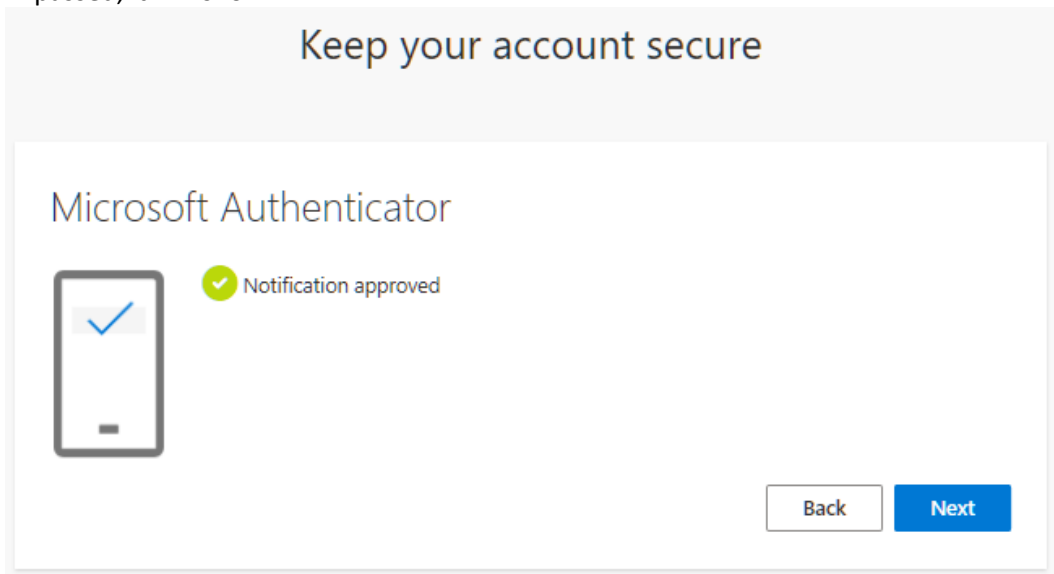 Keep your account secure
Microsoft Authenticator
Notification approved
Back
Next